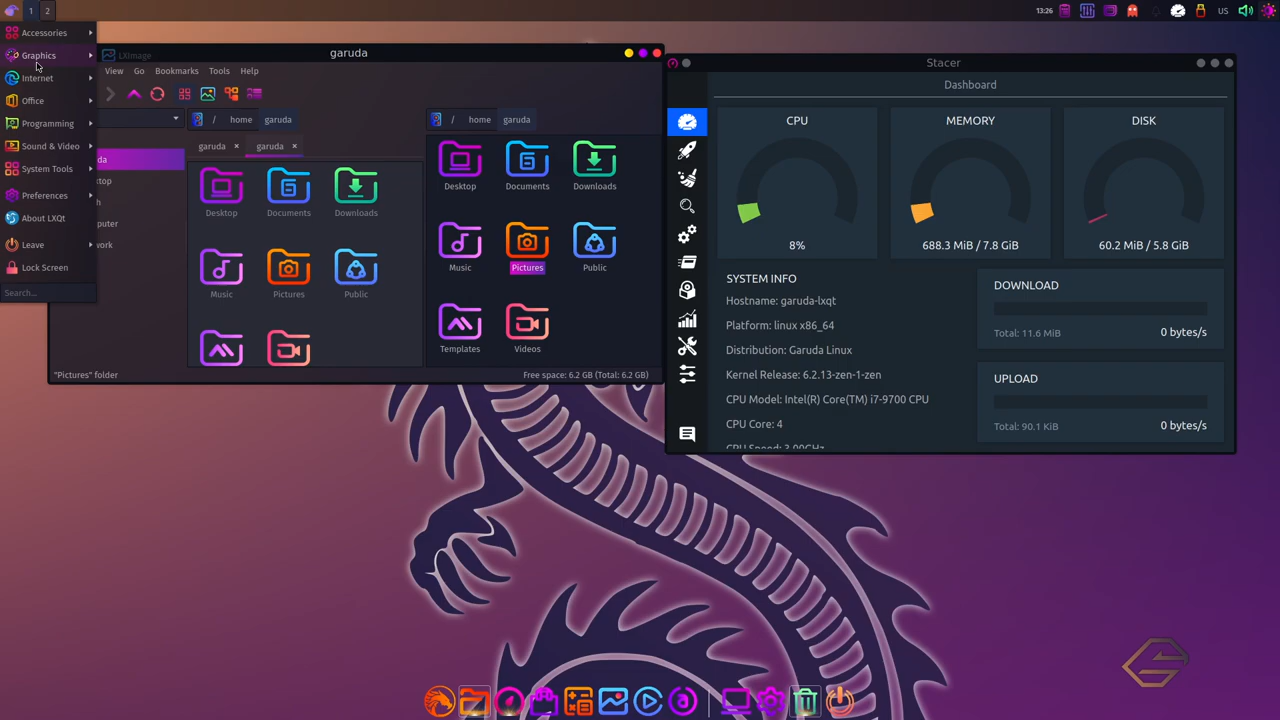 1 2
13:26
US
Accessories
Graphics
Internet
Office
Programming
Sound & Video
System Tools
Preferences
About LXQt
Leave
Lock Screen
Search...
LXImage
garuda
View Go Bookmarks Tools Help
/ home garuda
garuda × garuda ×
Desktop Documents Downloads
Music Pictures Public
/ home garuda
Desktop Documents Downloads
Music Pictures Public
Templates Videos
"Pictures" folder
Free space: 6.2 GB (Total: 6.2 GB)
Stacer
Dashboard
CPU
8%
MEMORY
688.3 MiB / 7.8 GiB
DISK
60.2 MiB / 5.8 GiB
SYSTEM INFO
Hostname: garuda-lxqt
Platform: linux x86_64
Distribution: Garuda Linux
Kernel Release: 6.2.13-zen-1-zen
CPU Model: Intel(R) Core(TM) i7-9700 CPU
CPU Core: 4
CPU Speed: 3.00GHz
DOWNLOAD
Total: 11.6 MiB 0 bytes/s
UPLOAD
Total: 90.1 KiB 0 bytes/s